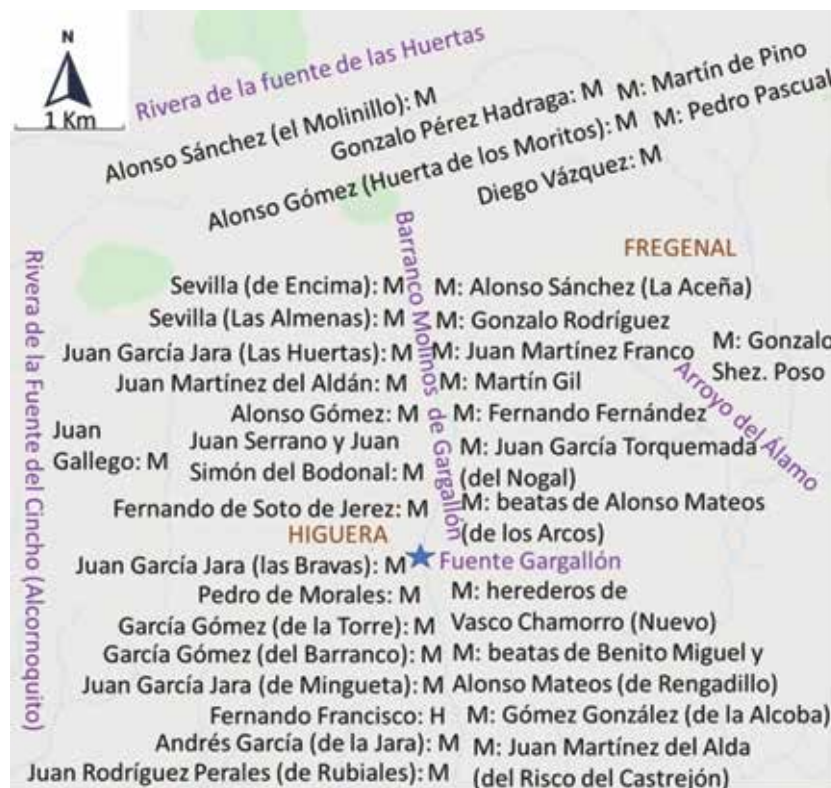 N
1 Km
Rivera de la fuente de las Huertas
Alonso Sánchez (el Molinillo): M
Gonzalo Pérez Hadraga: M
M: Martín de Pino
Alonso Gómez (Huerta de los Moritos): M
M: Pedro Pascual
Diego Vázquez: M
Barranco Molinos de Gargallón
Rivera de la Fuente del Cincho (Alcornoquito)
FREGENAL
Sevilla (de Encima): M
M: Alonso Sánchez (La Aceña)
Sevilla (Las Almenas): M
M: Gonzalo Rodríguez
Juan García Jara (Las Huertas): M
M: Juan Martínez Franco
M: Gonzalo
Shez. Poso
Juan Martínez del Aldán: M
M: Martín Gil
Arroyo del Álamo
Alonso Gómez: M
M: Fernando Fernández
Juan
Gallego: M
Juan Serrano y Juan
Simón del Bodonal: M
M: Juan García Torquemada
(del Nogal)
Fernando de Soto de Jerez: M
M: beatas de Alonso Mateos
(de los Arcos)
HIGUERA
Juan García Jara (las Bravas): M
Fuente Gargallón
Pedro de Morales: M
M: herederos de
Vasco Chamorro (Nuevo)
García Gómez (de la Torre): M
García Gómez (del Barranco): M
M: beatas de Benito Miguel y
Alonso Mateos (de Rengadillo)
Juan García Jara (de Mingueta): M
Fernando Francisco: H
M: Gómez González (de la Alcoba)
Andrés García (de la Jara): M
M: Juan Martínez del Alda
(del Risco del Castrejón)
Juan Rodríguez Perales (de Rubiales): M